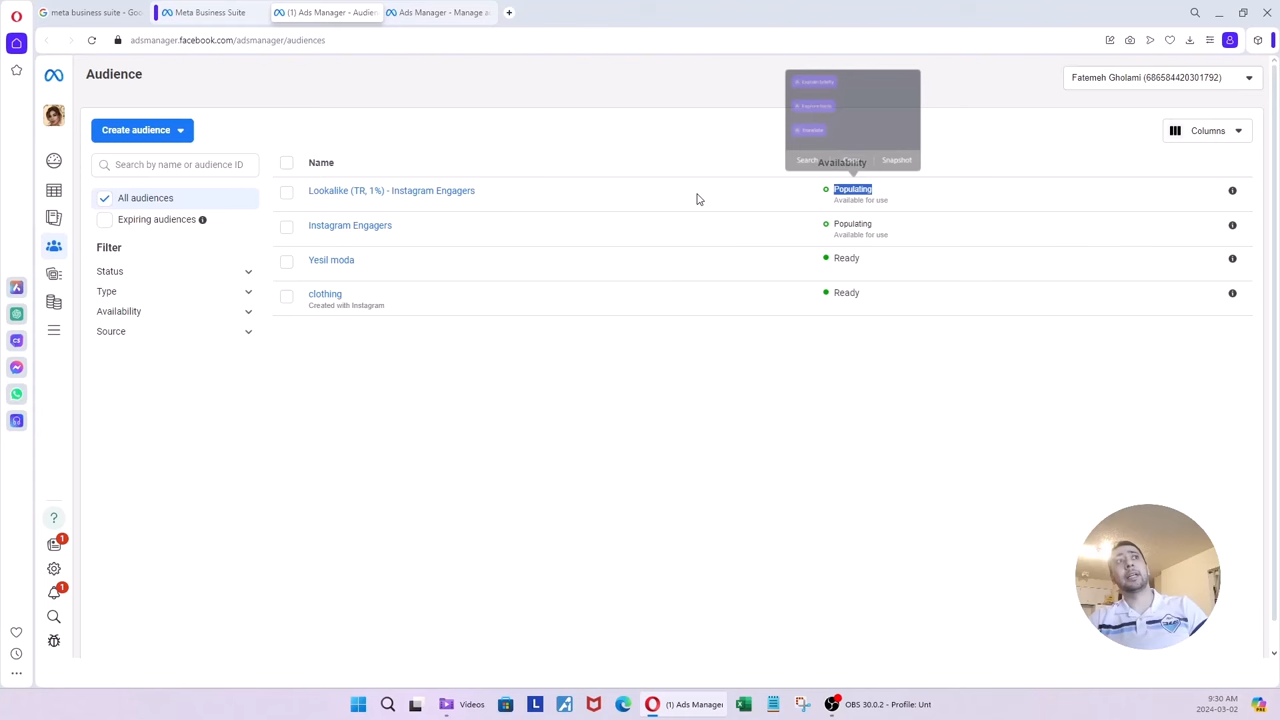 meta business suite - Goo
Meta Business Suite
(1) Ads Manager - Audien
Ads Manager - Manage a
adsmanager.facebook.com/adsmanager/audiences
Audience
Fatemeh Gholami (686584420301792)
Create audience
Columns
Search by name or audience ID
Name
Availability
Search
Copy
Snapshot
All audiences
Lookalike (TR, 1%) - Instagram Engagers
Populating
Available for use
Expiring audiences
Instagram Engagers
Populating
Available for use
Filter
Yesil moda
Ready
Status
Type
clothing
Created with Instagram
Ready
Availability
Source
1
1
Videos
(1) Ads Manager
OBS 30.0.2 - Profile: Unt
9:30 AM
2024-03-02